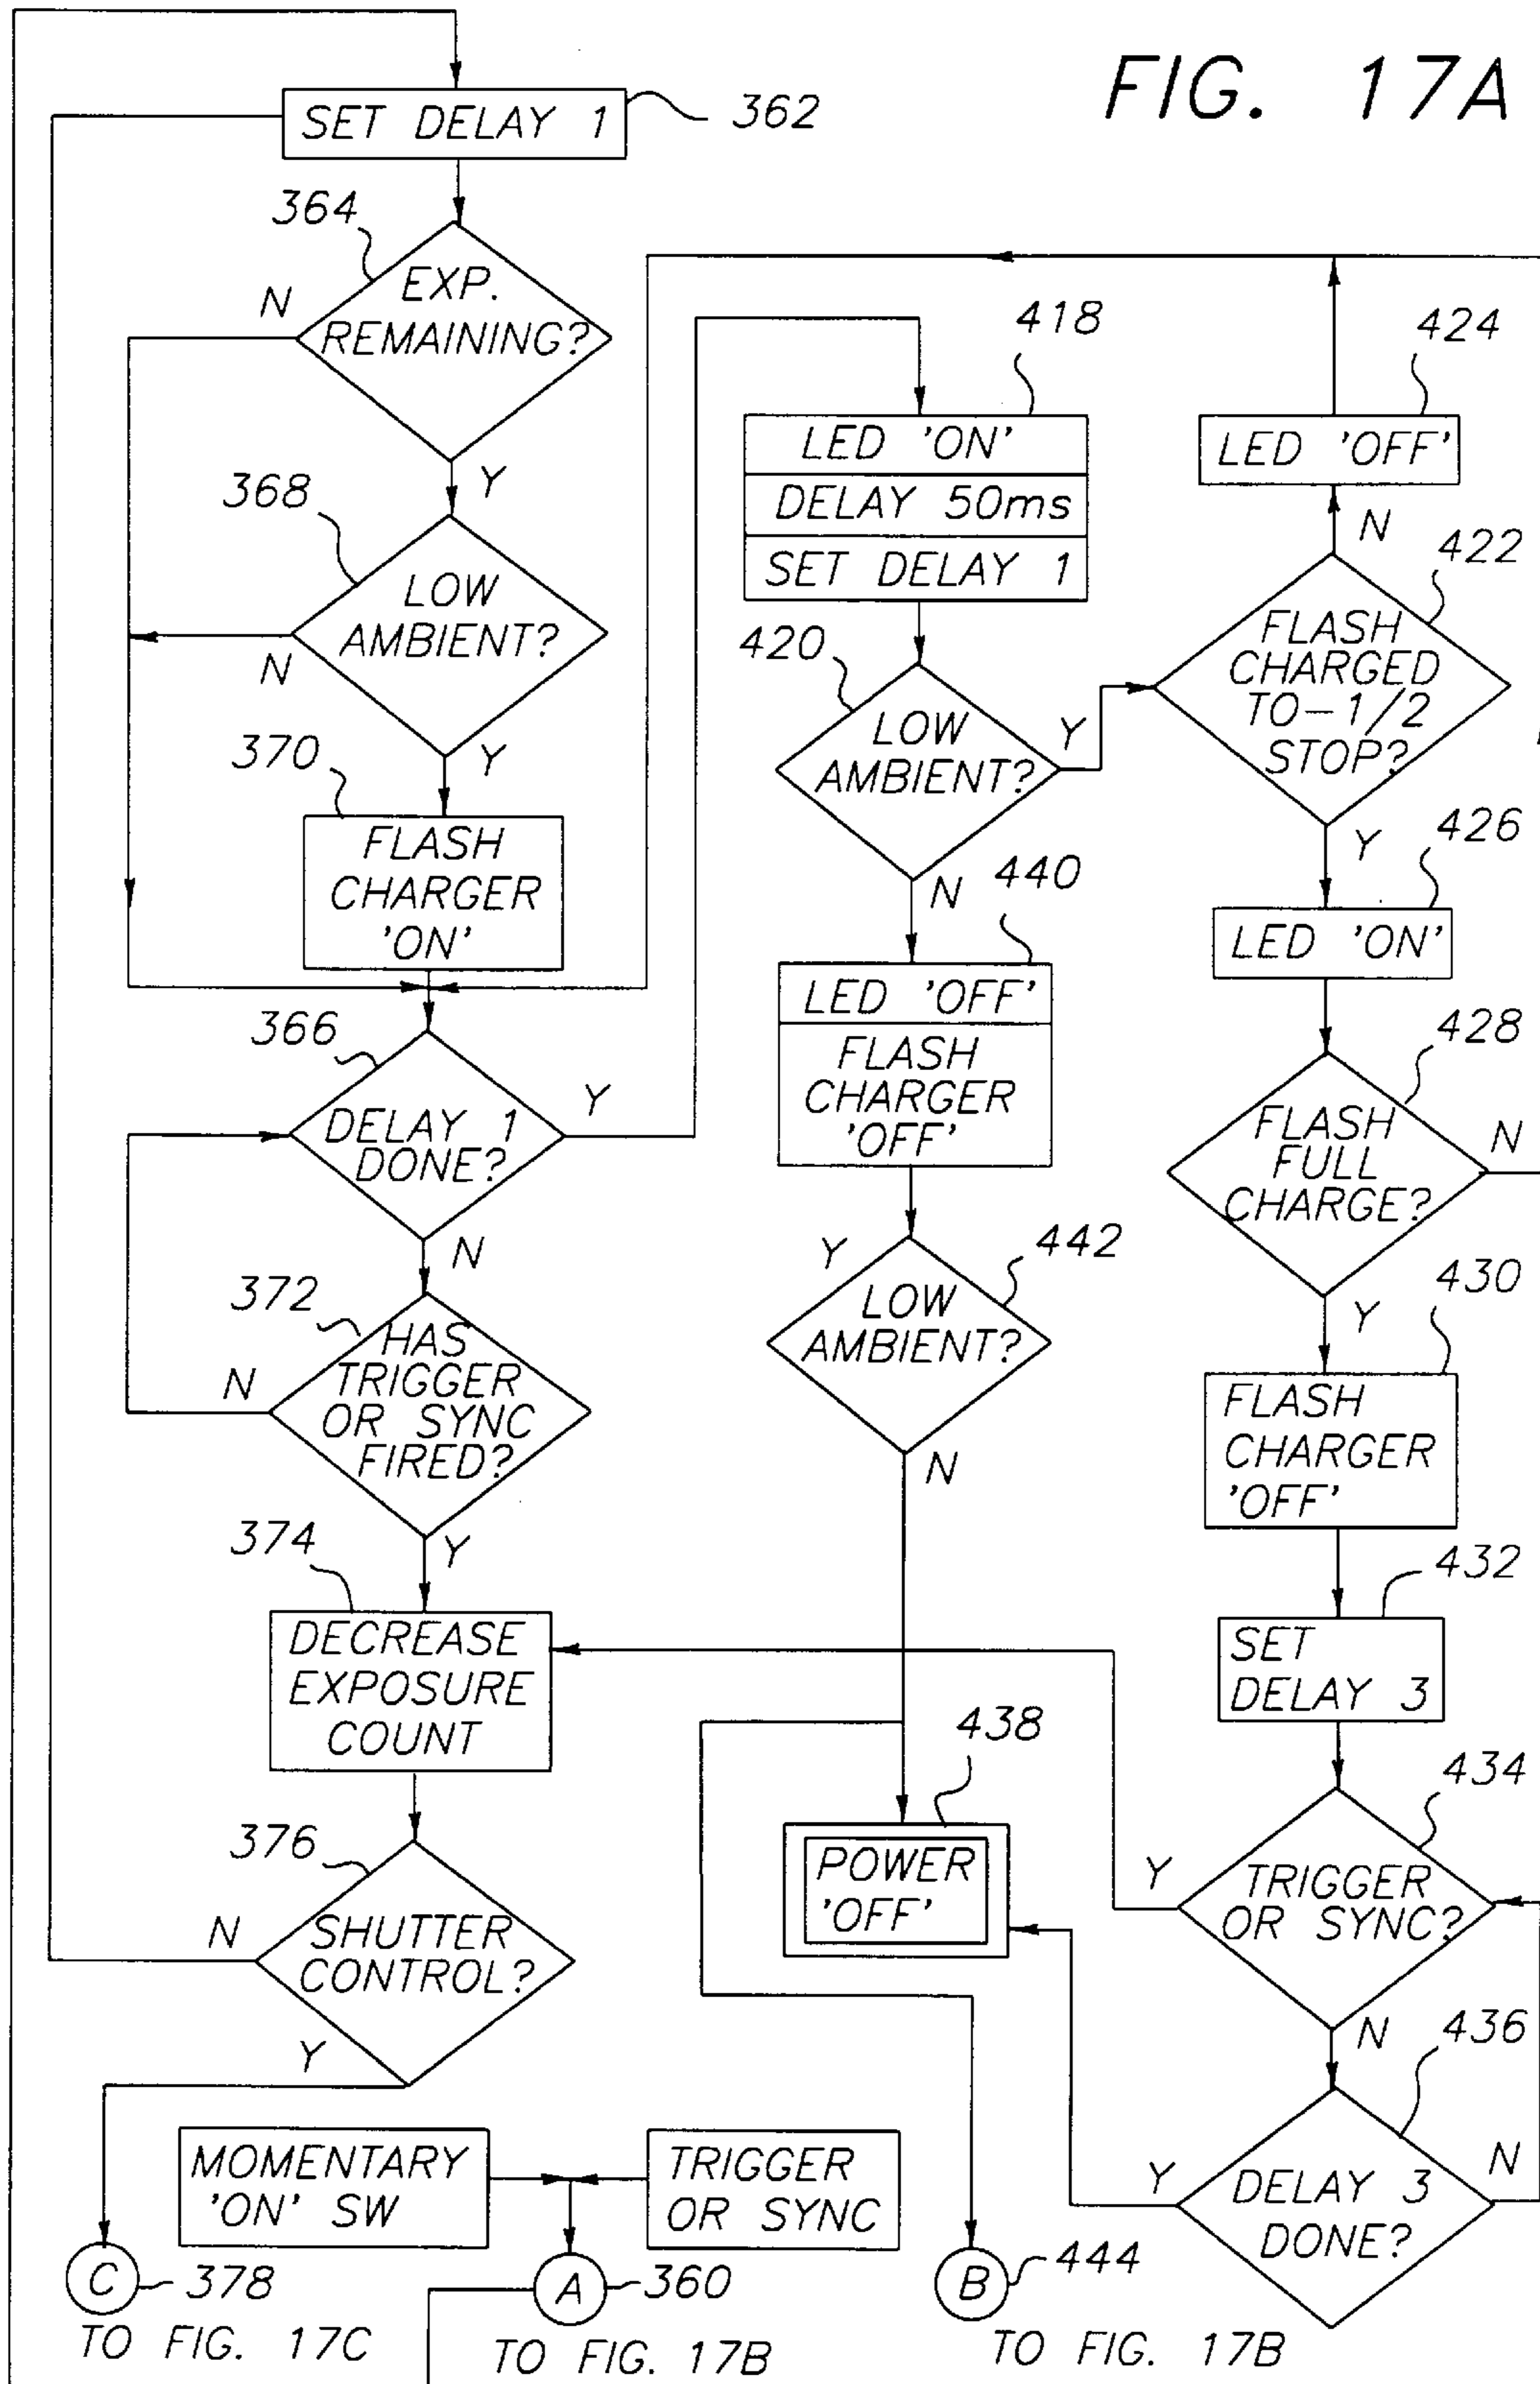 FIG. 17A
SET DELAY 1
362
364
EXP.
REMAINING?
N
Y
368
LOW
AMBIENT?
N
Y
370
FLASH
CHARGER
'ON'
366
DELAY 1
DONE?
Y
N
372
HAS
TRIGGER
OR SYNC
FIRED?
N
Y
374
DECREASE
EXPOSURE
COUNT
376
SHUTTER
CONTROL?
N
Y
MOMENTARY
'ON' SW
TRIGGER
OR SYNC
C
378
TO FIG. 17C
A
360
TO FIG. 17B
418
LED 'ON'
DELAY 50ms
SET DELAY 1
420
LOW
AMBIENT?
Y
N
440
LED 'OFF'
FLASH
CHARGER
'OFF'
442
Y
LOW
AMBIENT?
N
438
POWER
'OFF'
B
444
TO FIG. 17B
424
LED 'OFF'
N
422
FLASH
CHARGED
TO-1/2
STOP?
Y
426
LED 'ON'
428
FLASH
FULL
CHARGE?
N
Y
430
FLASH
CHARGER
'OFF'
432
SET
DELAY 3
434
TRIGGER
OR SYNC?
Y
N
436
DELAY 3
DONE?
Y
N